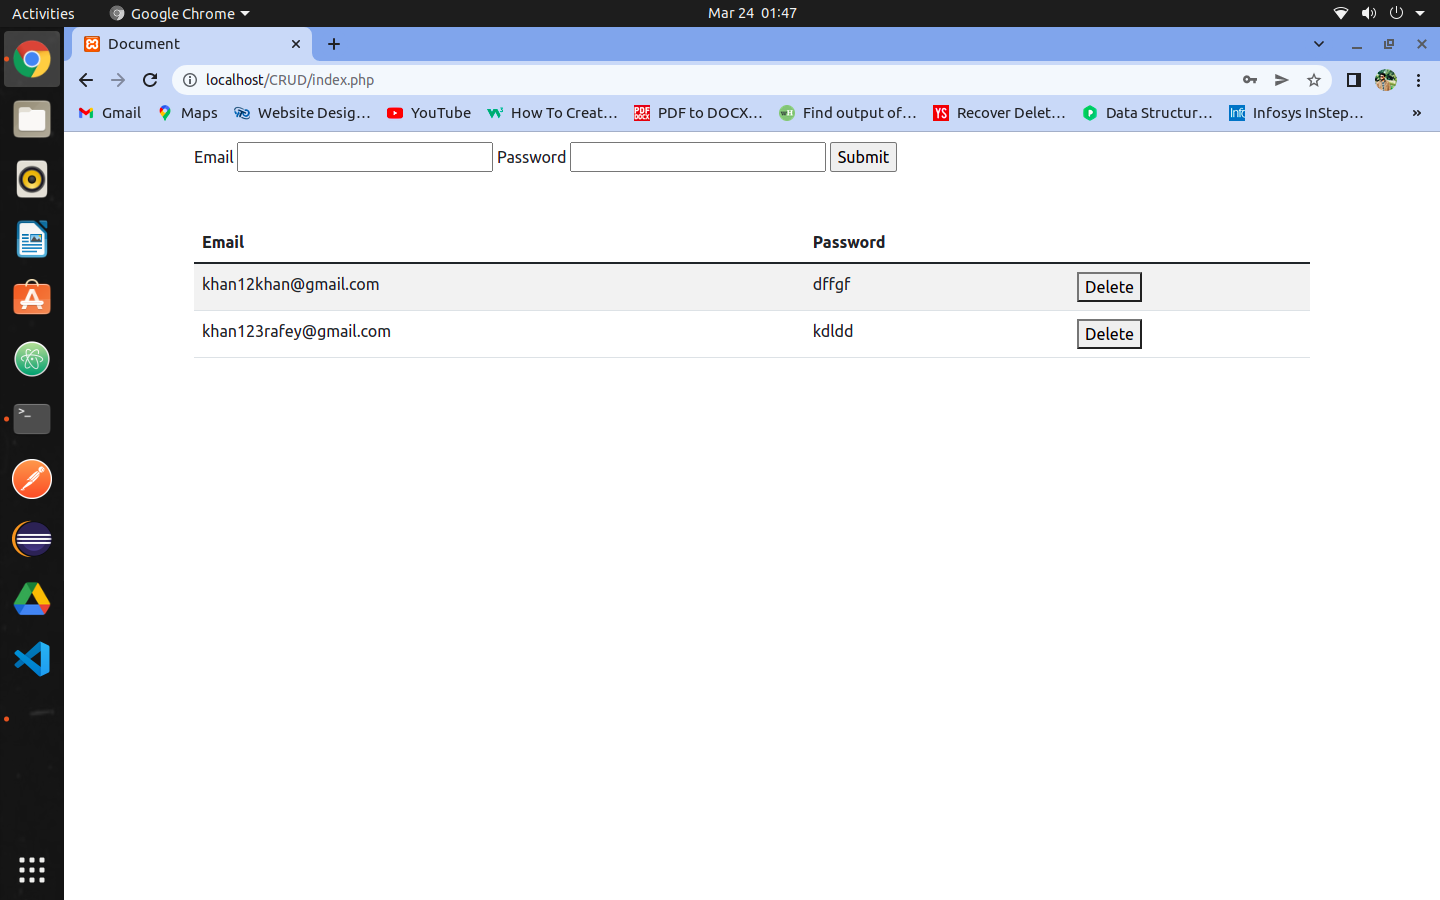 Activities Google Chrome Mar 24 01:47
Document
localhost/CRUD/index.php
Gmail Maps Website Desig... YouTube How To Creat... PDF to DOCX... Find output of... Recover Delet... Data Structur... Infosys InStep... »
Email Password Submit
Email Password
khan12khan@gmail.com dffgf Delete
khan123rafey@gmail.com kdldd Delete